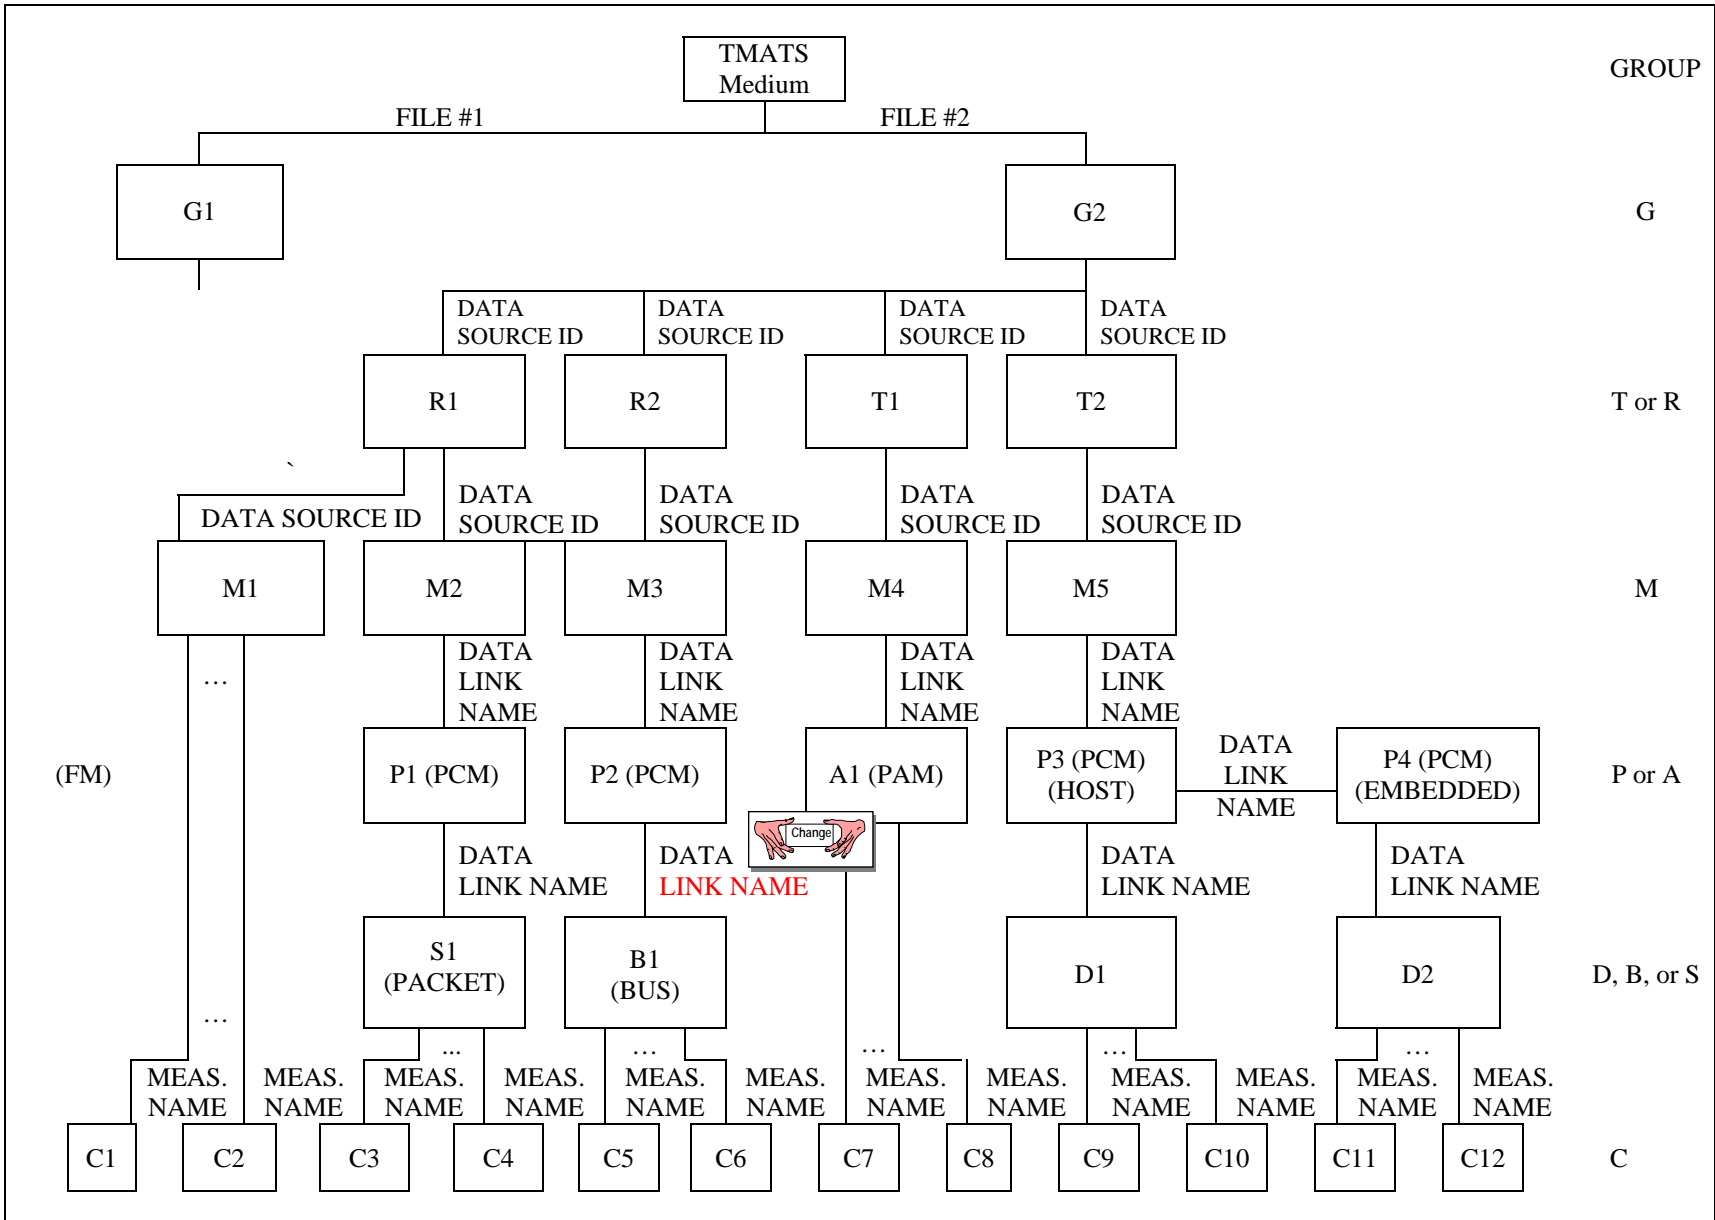 TMATS
Medium
GROUP
FILE #1
FILE #2
G1
G2
G
DATA
SOURCE ID
DATA
SOURCE ID
DATA
SOURCE ID
DATA
SOURCE ID
R1
R2
T1
T2
T or R
`
DATA SOURCE ID
DATA
SOURCE ID
DATA
SOURCE ID
DATA
SOURCE ID
DATA
SOURCE ID
M1
M2
M3
M4
M5
M
…
DATA
LINK
NAME
DATA
LINK
NAME
DATA
LINK
NAME
DATA
LINK
NAME
(FM)
P1 (PCM)
P2 (PCM)
A1 (PAM)
P3 (PCM)
(HOST)
DATA
LINK
NAME
P4 (PCM)
(EMBEDDED)
P or A
Change
DATA
LINK NAME
DATA
LINK NAME
DATA
LINK NAME
DATA
LINK NAME
S1
(PACKET)
B1
(BUS)
D1
D2
D, B, or S
…
...
…
…
…
…
MEAS.
NAME
MEAS.
NAME
MEAS.
NAME
MEAS.
NAME
MEAS.
NAME
MEAS.
NAME
MEAS.
NAME
MEAS.
NAME
MEAS.
NAME
MEAS.
NAME
MEAS.
NAME
MEAS.
NAME
C1
C2
C3
C4
C5
C6
C7
C8
C9
C10
C11
C12
C